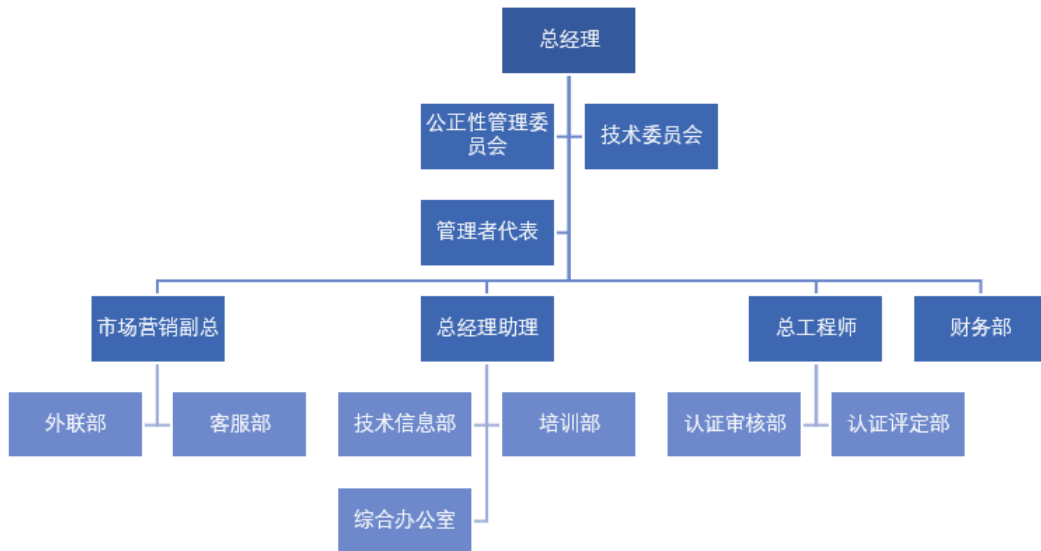 总经理
公正性管理委
员会
技术委员会
管理者代表
市场营销副总
总经理助理
总工程师
财务部
外联部
客服部
技术信息部
培训部
认证审核部
认证评定部
综合办公室